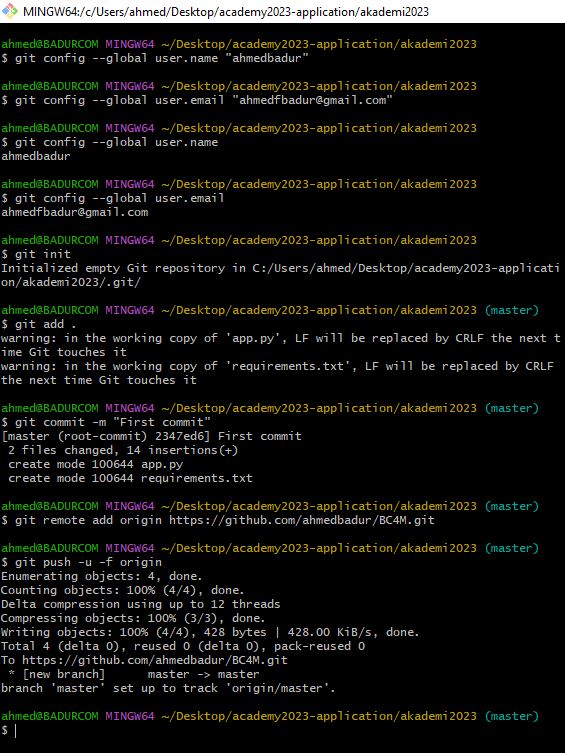 MINGW64:/c/Users/ahmed/Desktop/academy2023-application/akademi2023
ahmed@BADURCOM MINGW64 ~/Desktop/academy2023-application/akademi2023
$ git config --global user.name "ahmedbadur"
ahmed@BADURCOM MINGW64 ~/Desktop/academy2023-application/akademi2023
$ git config --global user.email "ahmedfbadur@gmail.com"
ahmed@BADURCOM MINGW64 ~/Desktop/academy2023-application/akademi2023
$ git config --global user.name
ahmedbadur
ahmed@BADURCOM MINGW64 ~/Desktop/academy2023-application/akademi2023
$ git config --global user.email
ahmedfbadur@gmail.com
ahmed@BADURCOM MINGW64 ~/Desktop/academy2023-application/akademi2023
$ git init
Initialized empty Git repository in C:/Users/ahmed/Desktop/academy2023-applicati
on/akademi2023/.git/
ahmed@BADURCOM MINGW64 ~/Desktop/academy2023-application/akademi2023 (master)
$ git add .
warning: in the working copy of 'app.py', LF will be replaced by CRLF the next t
ime Git touches it
warning: in the working copy of 'requirements.txt', LF will be replaced by CRLF
the next time Git touches it
ahmed@BADURCOM MINGW64 ~/Desktop/academy2023-application/akademi2023 (master)
$ git commit -m "First commit"
[master (root-commit) 2347ed6] First commit
 2 files changed, 14 insertions(+)
 create mode 100644 app.py
 create mode 100644 requirements.txt
ahmed@BADURCOM MINGW64 ~/Desktop/academy2023-application/akademi2023 (master)
$ git remote add origin https://github.com/ahmedbadur/BC4M.git
ahmed@BADURCOM MINGW64 ~/Desktop/academy2023-application/akademi2023 (master)
$ git push -u -f origin
Enumerating objects: 4, done.
Counting objects: 100% (4/4), done.
Delta compression using up to 12 threads
Compressing objects: 100% (3/3), done.
Writing objects: 100% (4/4), 428 bytes | 428.00 KiB/s, done.
Total 4 (delta 0), reused 0 (delta 0), pack-reused 0
To https://github.com/ahmedbadur/BC4M.git
 * [new branch]      master -> master
branch 'master' set up to track 'origin/master'.
ahmed@BADURCOM MINGW64 ~/Desktop/academy2023-application/akademi2023 (master)
$